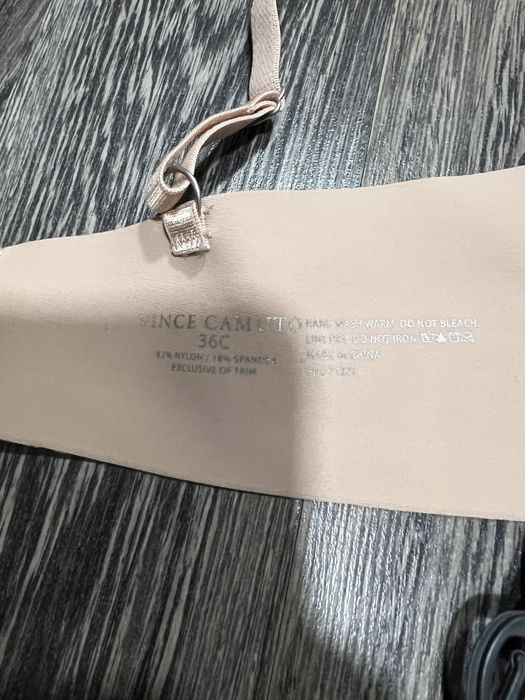 VINCE CAMUTO
36C
82% NYLON / 18% SPANDEX
EXCLUSIVE OF TRIM
HAND WASH WARM. DO NOT BLEACH.
LINE DRY. DO NOT IRON.
MADE IN CHINA